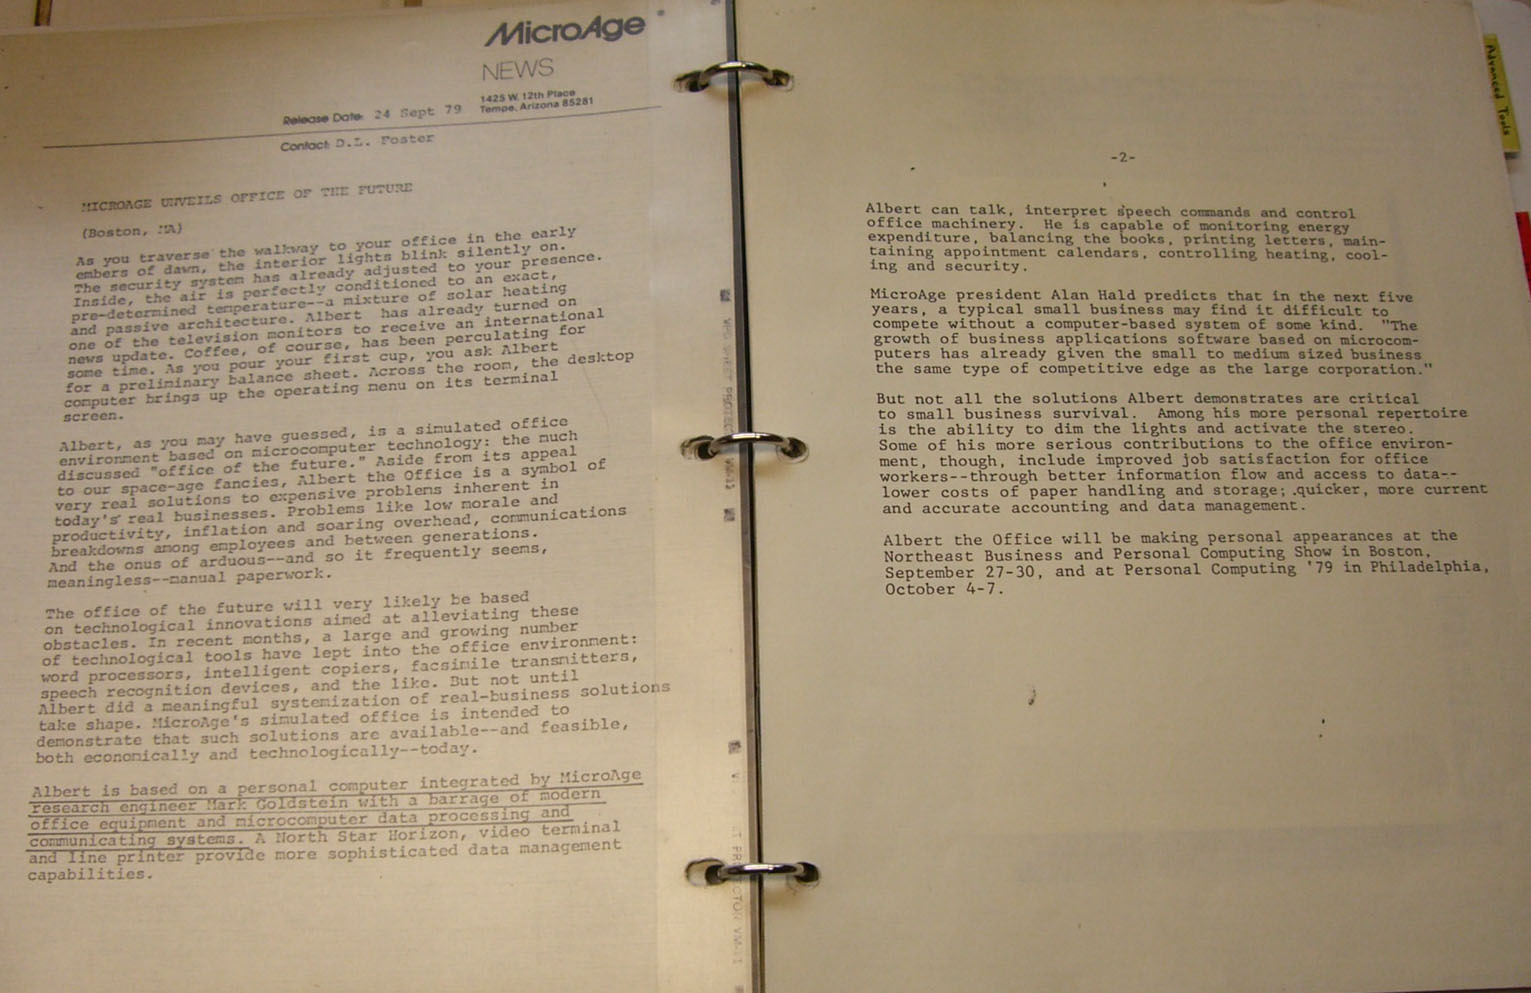 MicroAge
NEWS
1425 W. 12th Place
Tempe, Arizona 85281
Release Date: 24 Sept 79
Contact: D.L. Foster
MICROAGE UNVEILS OFFICE OF THE FUTURE
(Boston, MA)
As you traverse the walkway to your office in the early
embers of dawn, the interior lights blink silently on.
The security system has already adjusted to your presence.
Inside, the air is perfectly conditioned to an exact,
pre-determined temperature--a mixture of solar heating
and passive architecture. Albert has already turned on
one of the television monitors to receive an international
news update. Coffee, of course, has been perculating for
some time. As you pour your first cup, you ask Albert
for a preliminary balance sheet. Across the room, the desktop
computer brings up the operating menu on its terminal
screen.
Albert, as you may have guessed, is a simulated office
environment based on microcomputer technology: the much
discussed "office of the future." Aside from its appeal
to our space-age fancies, Albert the Office is a symbol of
very real solutions to expensive problems inherent in
today's real businesses. Problems like low morale and
productivity, inflation and soaring overhead, communications
breakdowns among employees and between generations.
And the onus of arduous--and so it frequently seems,
meaningless--manual paperwork.
The office of the future will very likely be based
on technological innovations aimed at alleviating these
obstacles. In recent months, a large and growing number
of technological tools have lept into the office environment:
word processors, intelligent copiers, facsimile transmitters,
speech recognition devices, and the like. But not until
Albert did a meaningful systemization of real-business solutions
take shape. MicroAge's simulated office is intended to
demonstrate that such solutions are available--and feasible,
both economically and technologically--today.
Albert is based on a personal computer integrated by MicroAge
research engineer Mark Goldstein with a barrage of modern
office equipment and microcomputer data processing and
communicating systems. A North Star Horizon, video terminal
and line printer provide more sophisticated data management
capabilities.
-2-
Albert can talk, interpret speech commands and control
office machinery. He is capable of monitoring energy
expenditure, balancing the books, printing letters, main-
taining appointment calendars, controlling heating, cool-
ing and security.
MicroAge president Alan Hald predicts that in the next five
years, a typical small business may find it difficult to
compete without a computer-based system of some kind. "The
growth of business applications software based on microcom-
puters has already given the small to medium sized business
the same type of competitive edge as the large corporation."
But not all the solutions Albert demonstrates are critical
to small business survival. Among his more personal repertoire
is the ability to dim the lights and activate the stereo.
Some of his more serious contributions to the office environ-
ment, though, include improved job satisfaction for office
workers--through better information flow and access to data--
lower costs of paper handling and storage; quicker, more current
and accurate accounting and data management.
Albert the Office will be making personal appearances at the
Northeast Business and Personal Computing Show in Boston,
September 27-30, and at Personal Computing '79 in Philadelphia,
October 4-7.
Advanced Tools